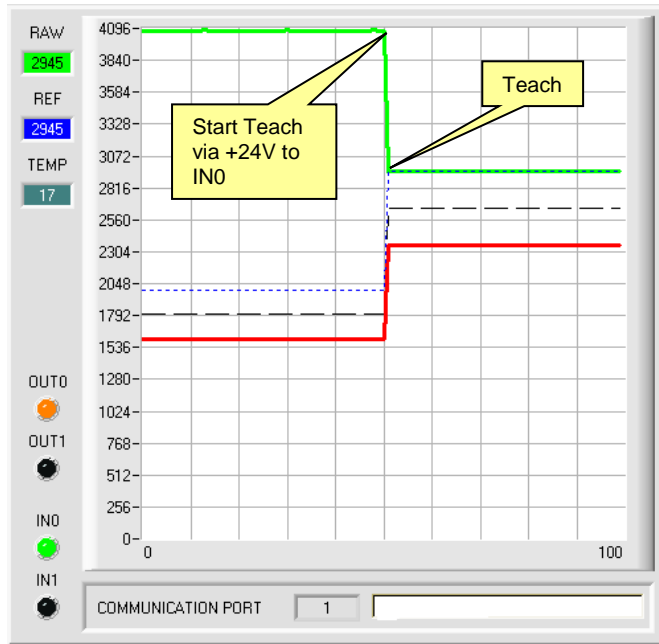 RAW
2945
REF
2945
TEMP
17
OUT0
OUT1
IN0
IN1
4096
3840
3584
3328
3072
2816
2560
2304
2048
1792
1536
1280
1024
768
512
256
0
0
100
Start Teach
via +24V to
IN0
Teach
COMMUNICATION PORT
1